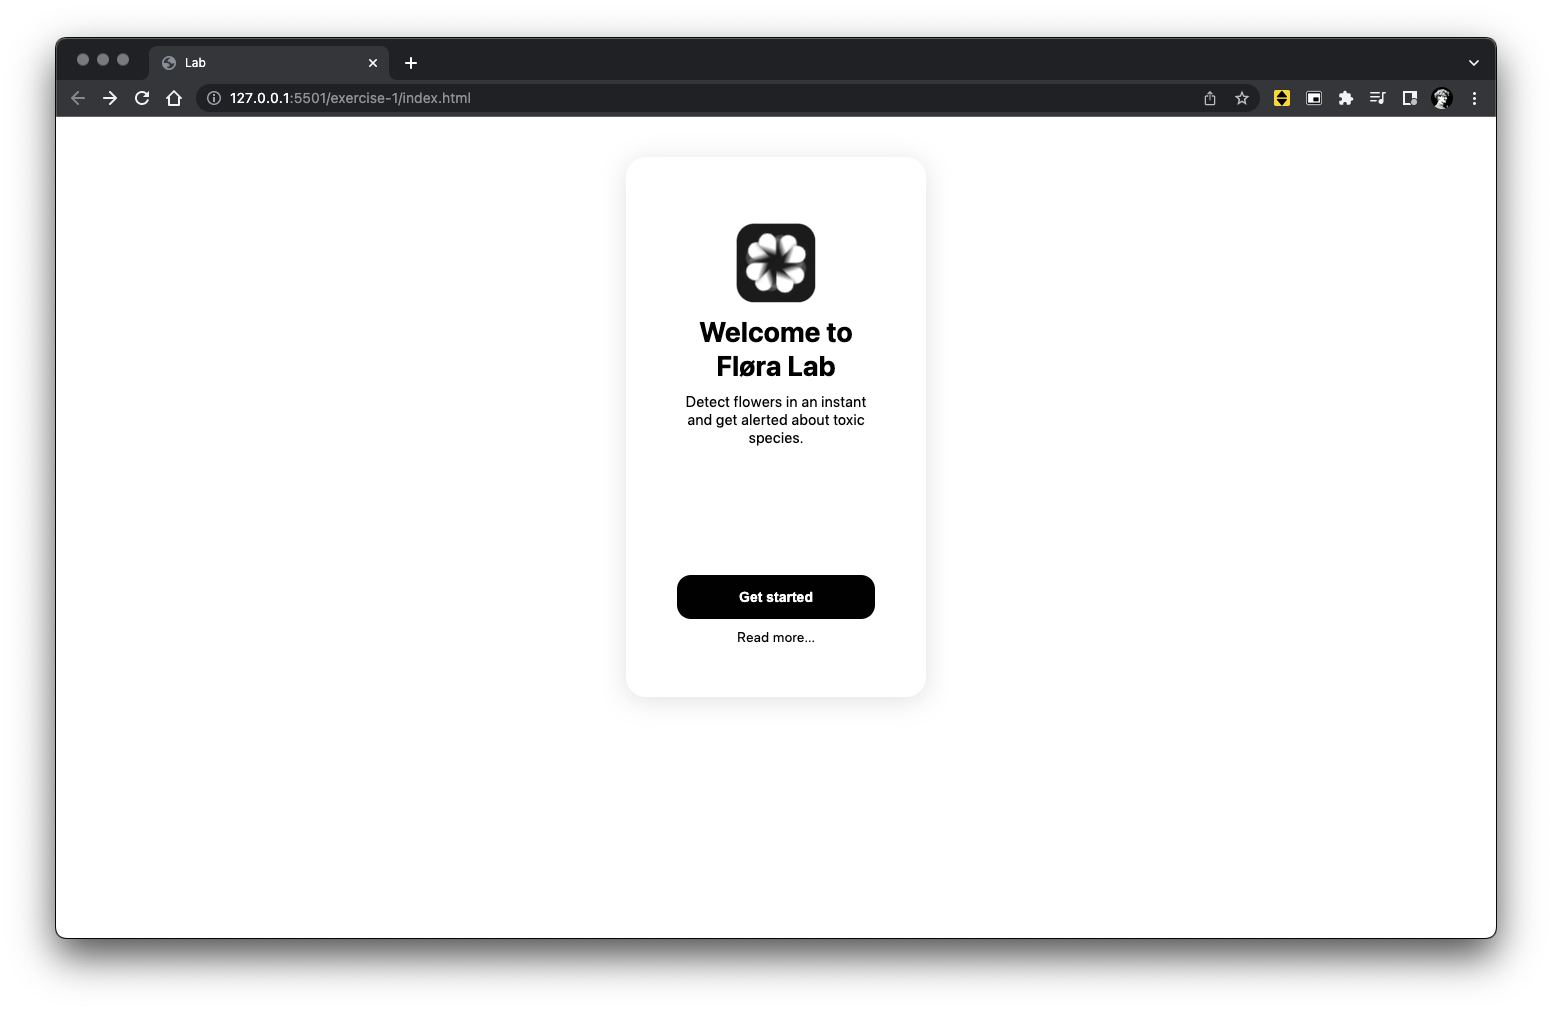 Lab
127.0.0.1:5501/exercise-1/index.html
Welcome to
Fløra Lab
Detect flowers in an instant
and get alerted about toxic
species.
Get started
Read more...